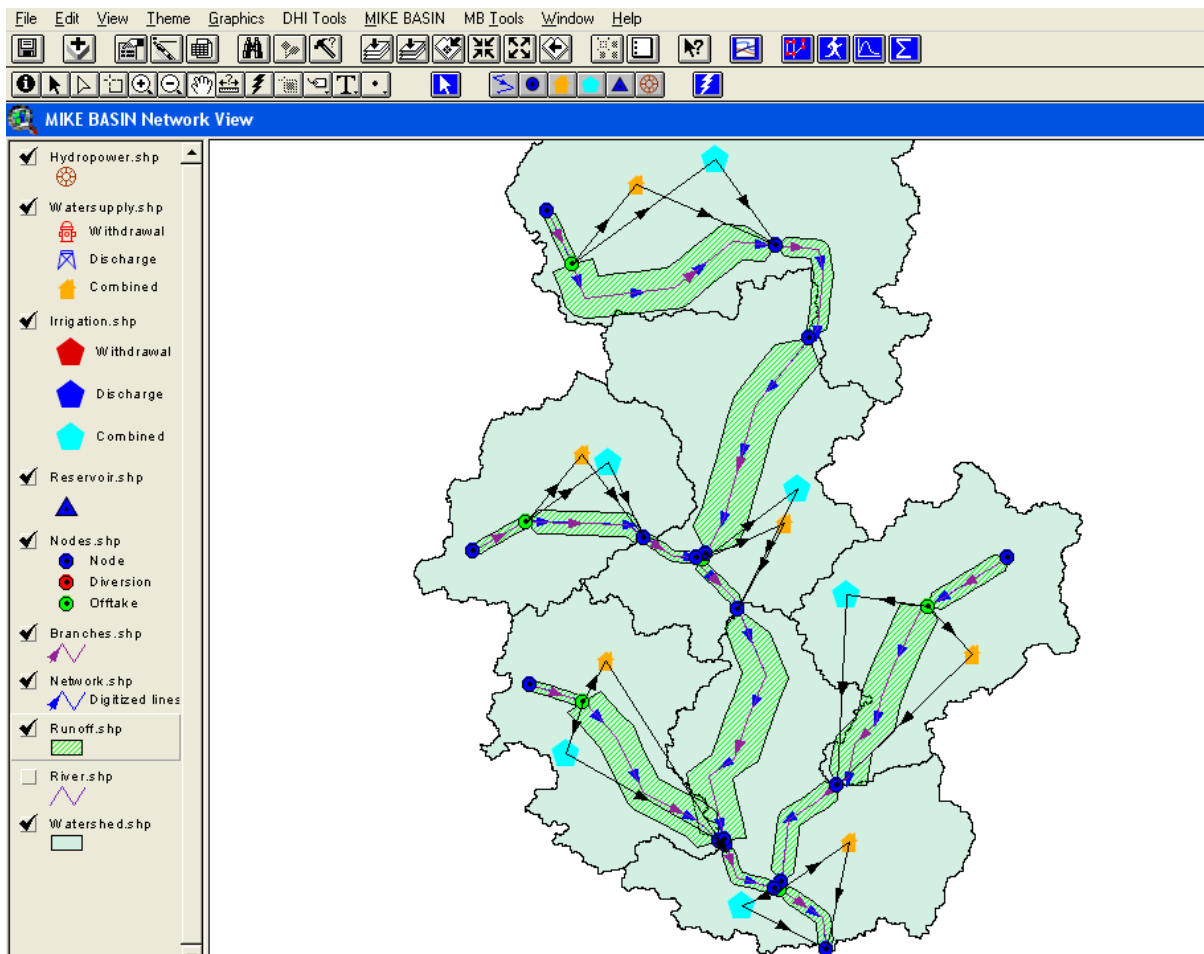 File Edit View Theme Graphics DHI Tools MIKE BASIN MB Tools Window Help
T
MIKE BASIN Network View
Hydropower.shp
Watersupply.shp
Withdrawal
Discharge
Combined
Irrigation.shp
Withdrawal
Discharge
Combined
Reservoir.shp
Nodes.shp
Node
Diversion
Offtake
Branches.shp
Network.shp
Digitized lines
Runoff.shp
River.shp
Watershed.shp